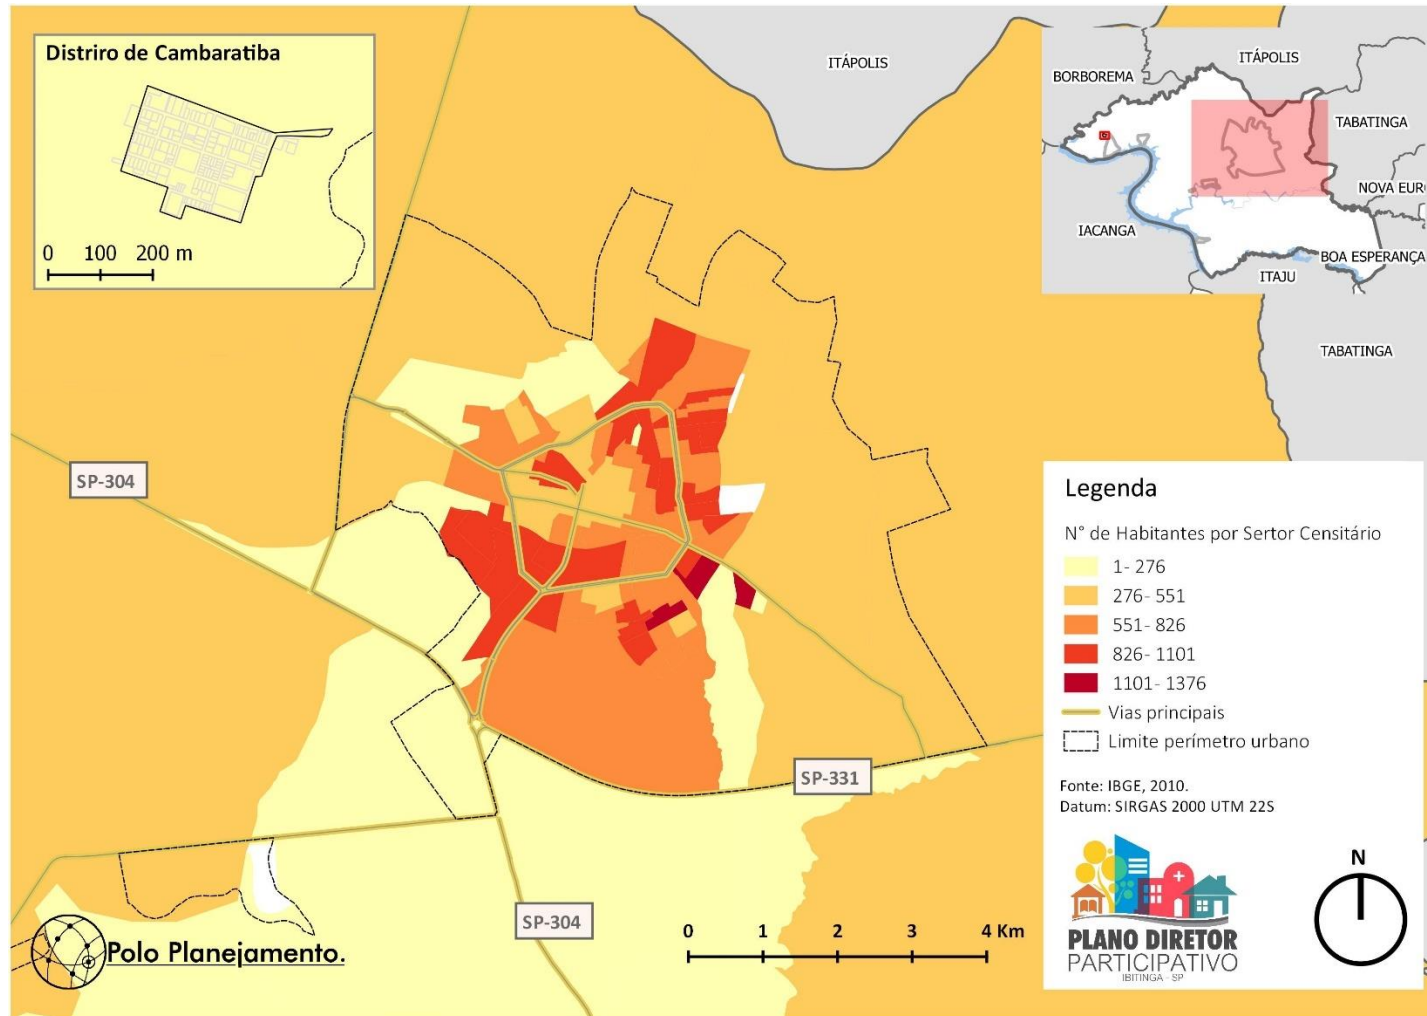 Distriro de Cambaratiba
0 100 200 m
ITÁPOLIS
BORBOREMA
ITÁPOLIS
TABATINGA
NOVA EUR
IACANGA
BOA ESPERANÇA
ITAJU
TABATINGA
SP-304
SP-331
SP-304
Legenda
N° de Habitantes por Sertor Censitário
1- 276
276- 551
551- 826
826- 1101
1101- 1376
Vias principais
Limite perímetro urbano
Fonte: IBGE, 2010.
Datum: SIRGAS 2000 UTM 22S
PLANO DIRETOR
PARTICIPATIVO
IBITINGA - SP
N
0 1 2 3 4 Km
Polo Planejamento.